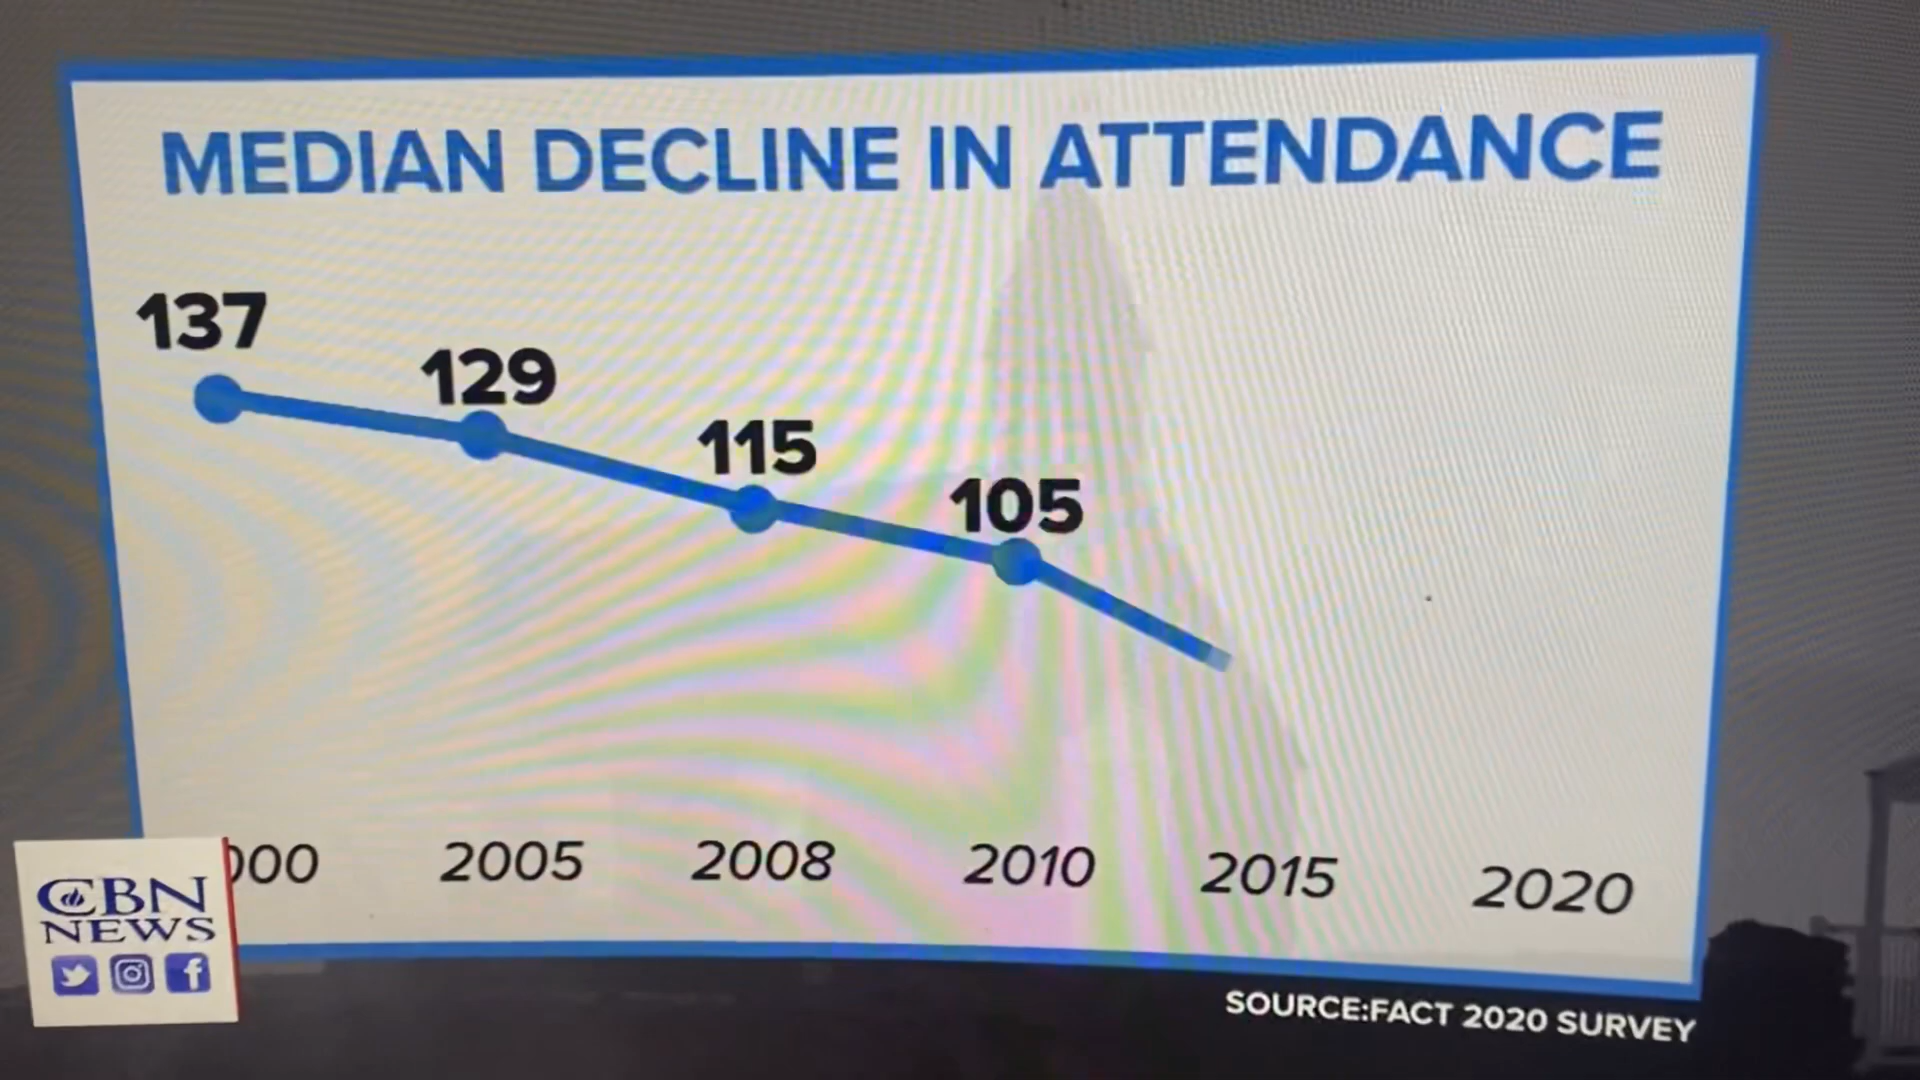 MEDIAN DECLINE IN ATTENDANCE
137
129
115
105
000 2005 2008 2010 2015 2020
CBN
NEWS
SOURCE:FACT 2020 SURVEY